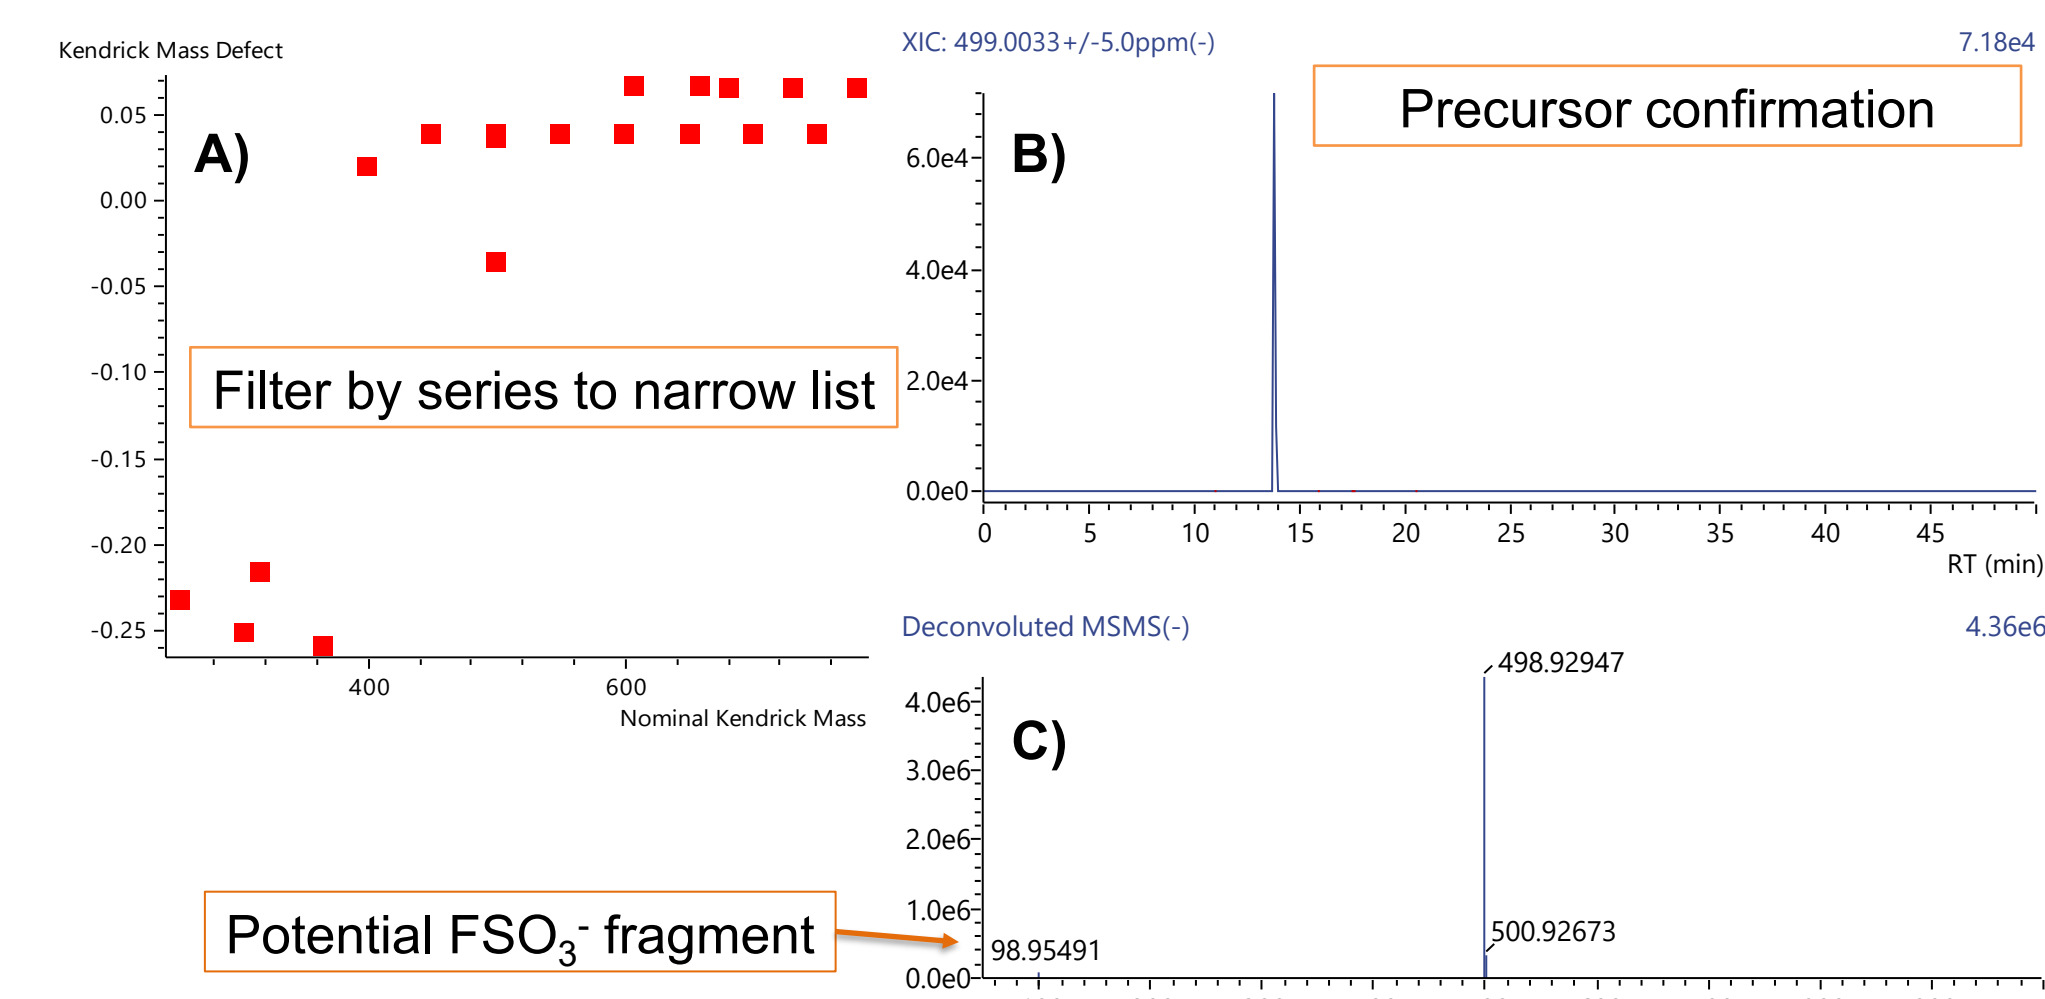 Kendrick Mass Defect
A)
0.05
0.00
-0.05
-0.10
-0.15
-0.20
-0.25
Filter by series to narrow list
400
600
Nominal Kendrick Mass
XIC: 499.0033+/-5.0ppm(-)
7.18e4
Precursor confirmation
B)
6.0e4
4.0e4
2.0e4
0.0e0
0
5
10
15
20
25
30
35
40
45
RT (min)
Deconvoluted MSMS(-)
4.36e6
498.92947
C)
4.0e6
3.0e6
2.0e6
1.0e6
0.0e0
500.92673
98.95491
Potential FSO₃⁻ fragment